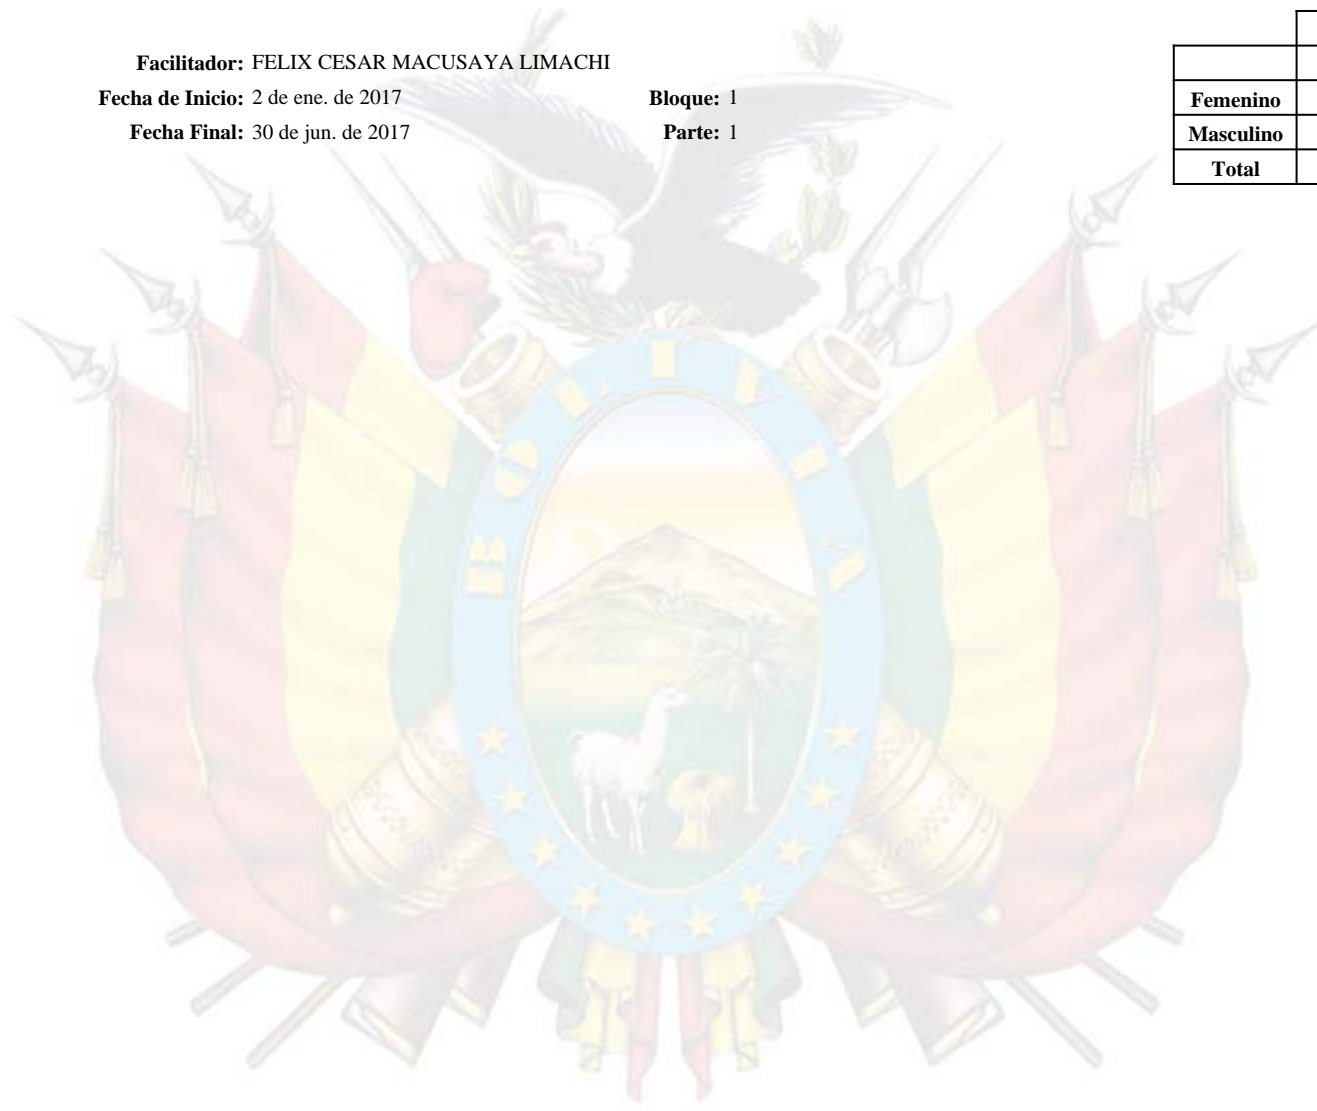 Facilitador: FELIX CESAR MACUSAYA LIMACHI
Fecha de Inicio: 2 de ene. de 2017 Bloque: 1
Fecha Final: 30 de jun. de 2017 Parte: 1
Femenino
Masculino
Total
BOLIVIA